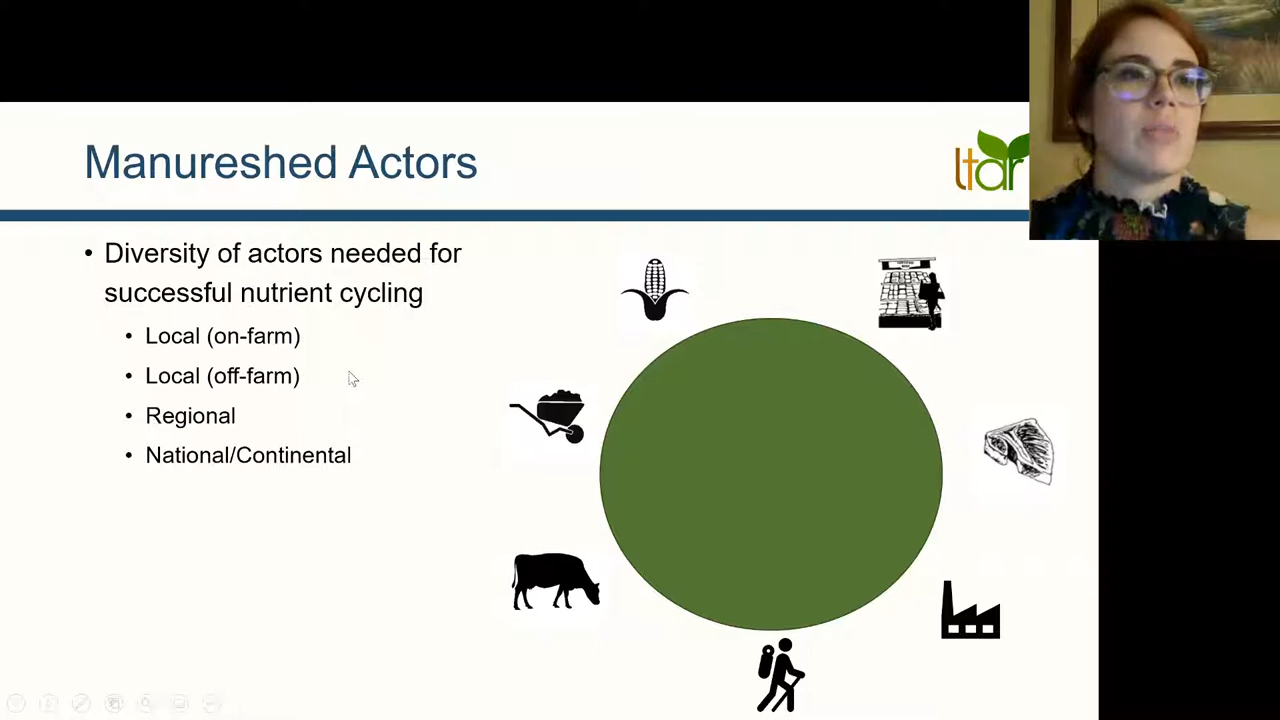 Manureshed Actors
ltar
• Diversity of actors needed for
successful nutrient cycling
• Local (on-farm)
• Local (off-farm)
• Regional
• National/Continental